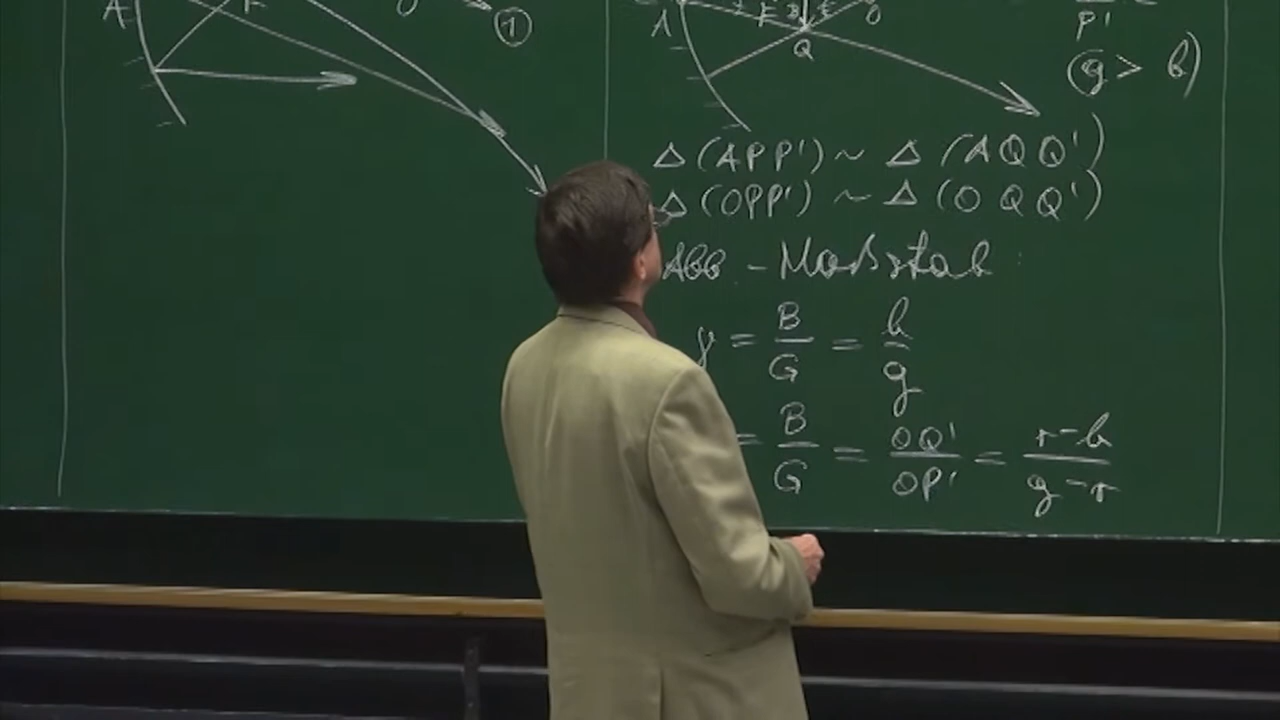 A
1
A
Q
O
P'
(g > b)
Δ (APP') ~ Δ (AQQ')
Δ (OPP') ~ Δ (OQQ')
Abb - Maßstab
γ = B/G = b/g
= B/G = OQ'/OP' = r-b/g-r